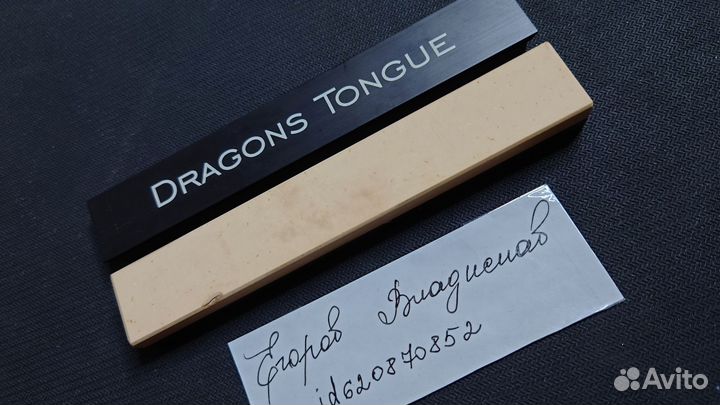 DRAGONS TONGUE
Егоров Владислав
id620870852
Avito